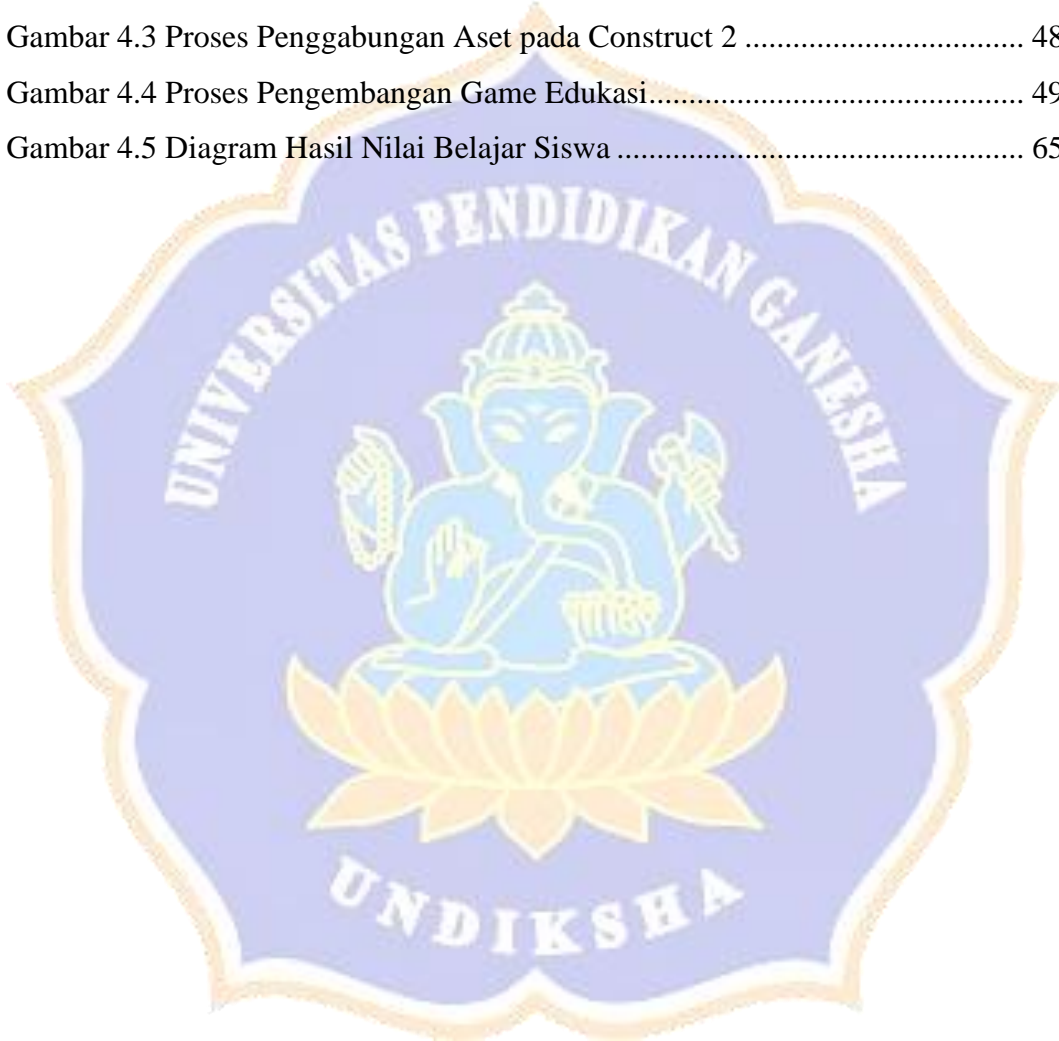 Gambar 4.3 Proses Penggabungan Aset pada Construct 2 .................................. 48
Gambar 4.4 Proses Pengembangan Game Edukasi.............................................. 49
Gambar 4.5 Diagram Hasil Nilai Belajar Siswa .................................................. 65
UNIVERSITAS PENDIDIKAN GANESHA
UNDIKSHA